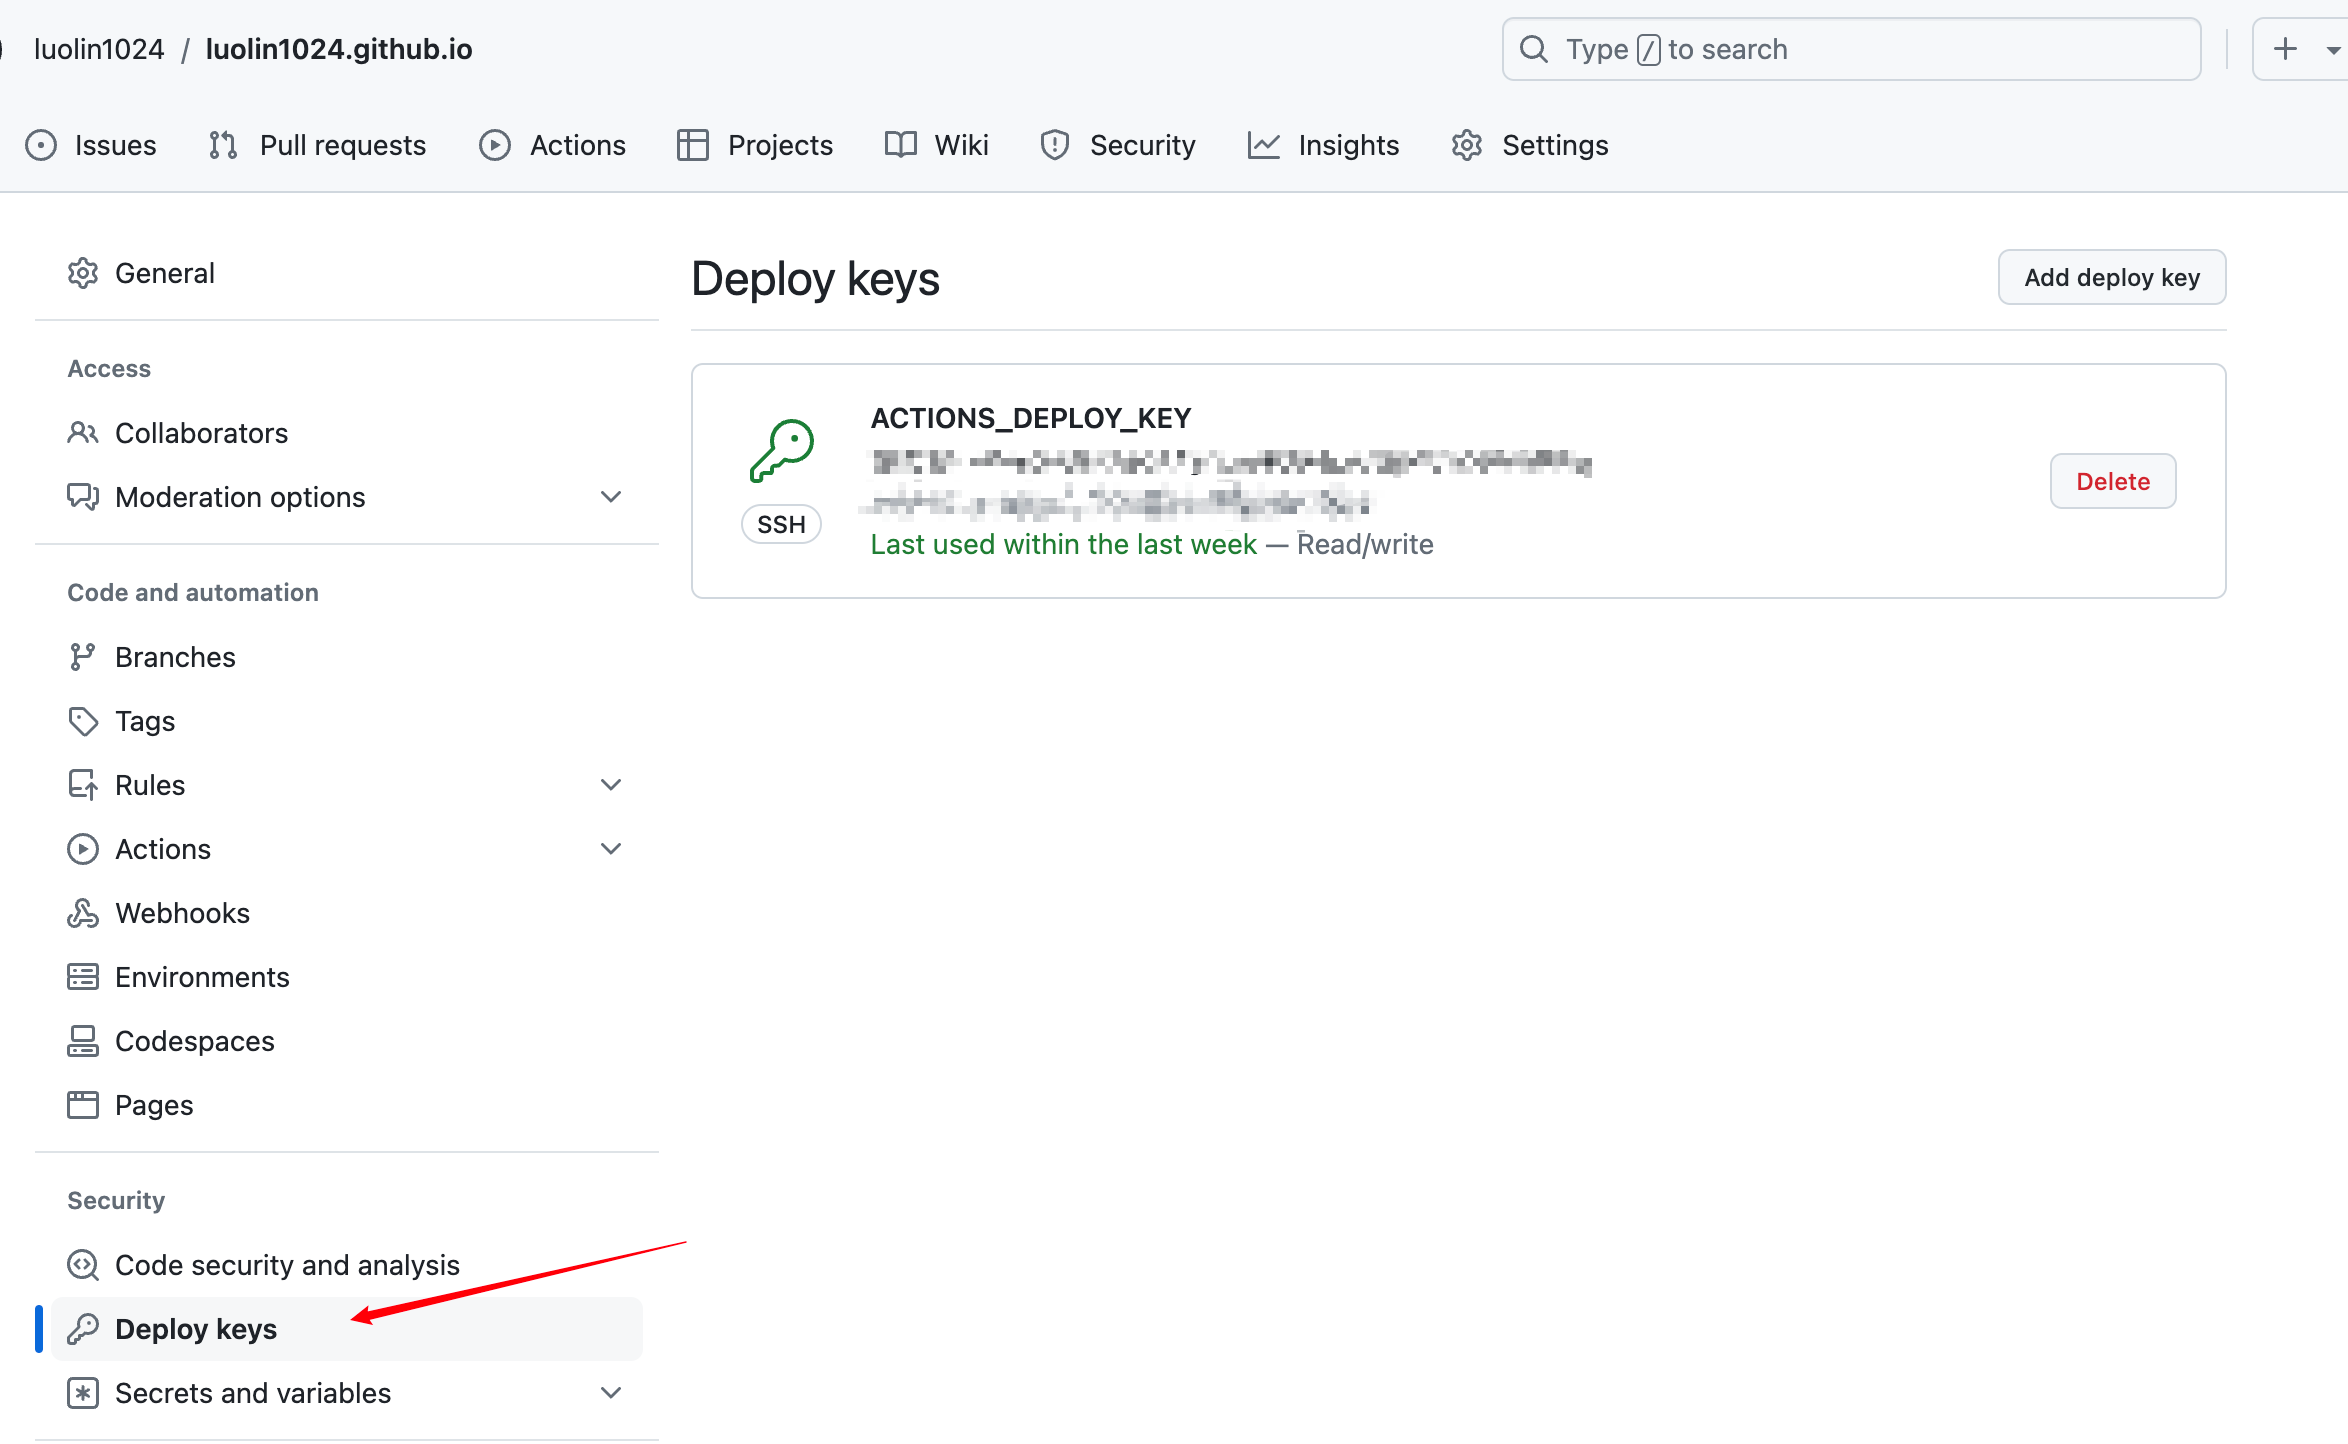 luolin1024 / luolin1024.github.io
Type / to search
Issues
Pull requests
Actions
Projects
Wiki
Security
Insights
Settings
General
Access
Collaborators
Moderation options
Code and automation
Branches
Tags
Rules
Actions
Webhooks
Environments
Codespaces
Pages
Security
Code security and analysis
Deploy keys
Secrets and variables
Deploy keys
Add deploy key
ACTIONS_DEPLOY_KEY
SSH
Last used within the last week — Read/write
Delete